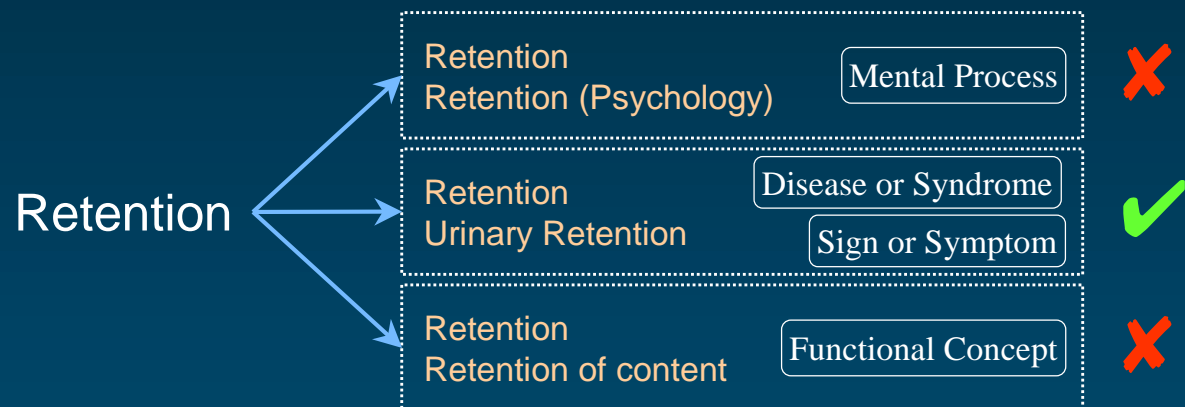 Retention
Retention
Retention (Psychology)
Mental Process
Retention
Urinary Retention
Disease or Syndrome
Sign or Symptom
Retention
Retention of content
Functional Concept